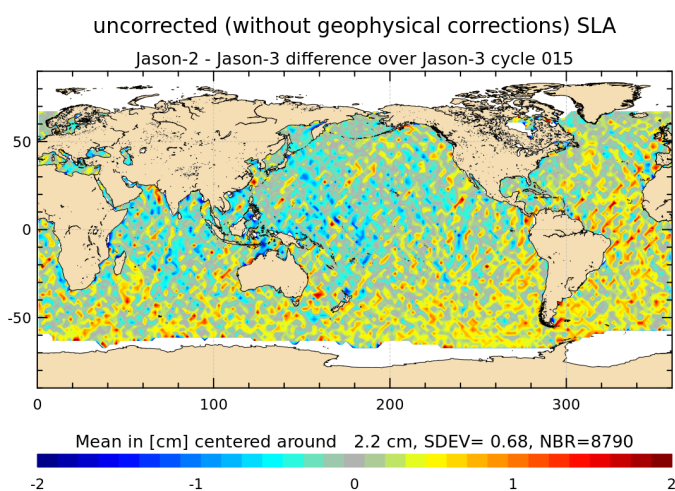 uncorrected (without geophysical corrections) SLA
Jason-2 - Jason-3 difference over Jason-3 cycle 015
50
0
-50
0 100 200 300
Mean in [cm] centered around 2.2 cm, SDEV= 0.68, NBR=8790
-2 -1 0 1 2